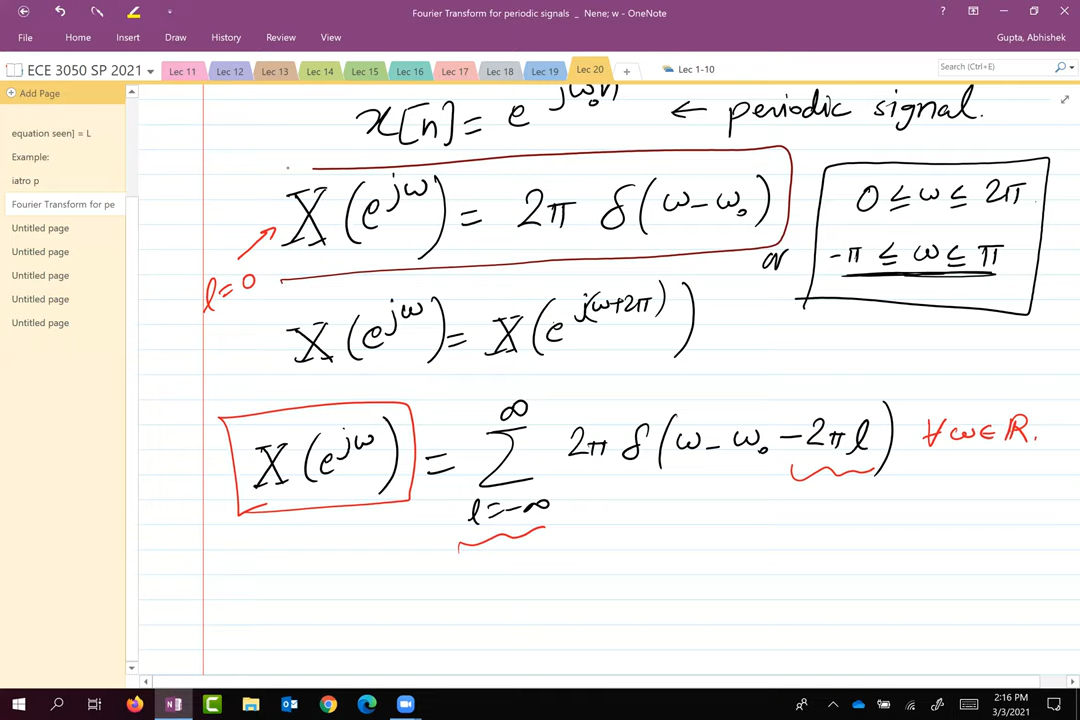 Fourier Transform for periodic signals _ Nene; w - OneNote
Gupta, Abhishek
File Home Insert Draw History Review View
ECE 3050 SP 2021 Lec 11 Lec 12 Lec 13 Lec 14 Lec 15 Lec 16 Lec 17 Lec 18 Lec 19 Lec 20 + Lec 1-10 Search (Ctrl+E)
Add Page
equation seen] = L
Example:
iatro p
Fourier Transform for pe
Untitled page
Untitled page
Untitled page
Untitled page
Untitled page
x[n] = e^{jω₀n} ← periodic signal.
X(e^{jω}) = 2π δ(ω-ω₀)
l=0
or
0 ≤ ω ≤ 2π
-π ≤ ω ≤ π
X(e^{jω}) = X(e^{j(ω+2π)})
X(e^{jω}) = ∑_{l=-∞}^{∞} 2π δ(ω-ω₀-2πl) ∀ω∈ℝ.
2:16 PM
3/3/2021